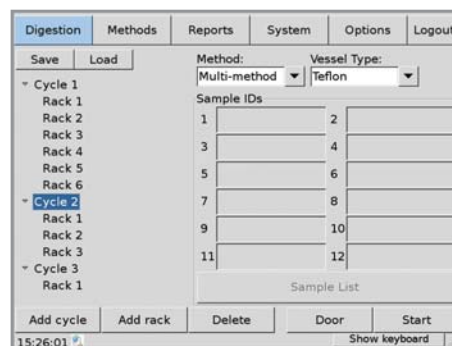 Digestion Methods Reports System Options Logout
Save Load
Method: Vessel Type:
Multi-method Teflon
Cycle 1
Rack 1
Rack 2
Rack 3
Rack 4
Rack 5
Rack 6
Cycle 2
Rack 1
Rack 2
Rack 3
Cycle 3
Rack 1
Sample IDs
1 2
3 4
5 6
7 8
9 10
11 12
Sample List
Add cycle Add rack Delete Door Start
15:26:01 Show keyboard